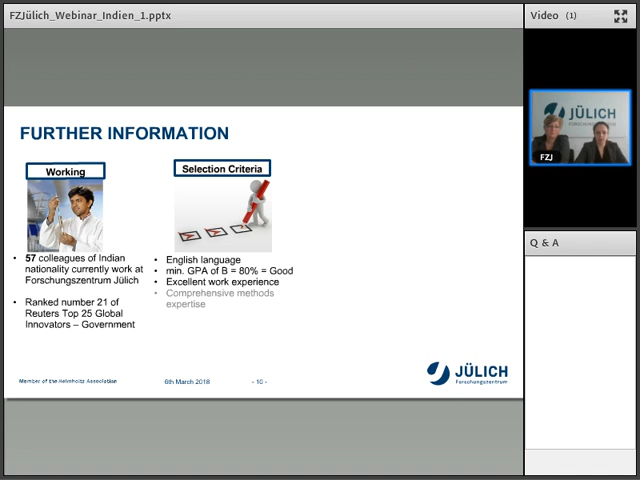 FZJülich_Webinar_Indien_1.pptx
Video (1)
FURTHER INFORMATION
JÜLICH
FZJ
Working
Selection Criteria
Q & A
• 57 colleagues of Indian
nationality currently work at
Forschungszentrum Jülich
• Ranked number 21 of
Reuters Top 25 Global
Innovators – Government
• English language
• min. GPA of B = 80% = Good
• Excellent work experience
• Comprehensive methods
expertise
Member of the Helmholtz Association
6th March 2018
- 10 -
JÜLICH
Forschungszentrum